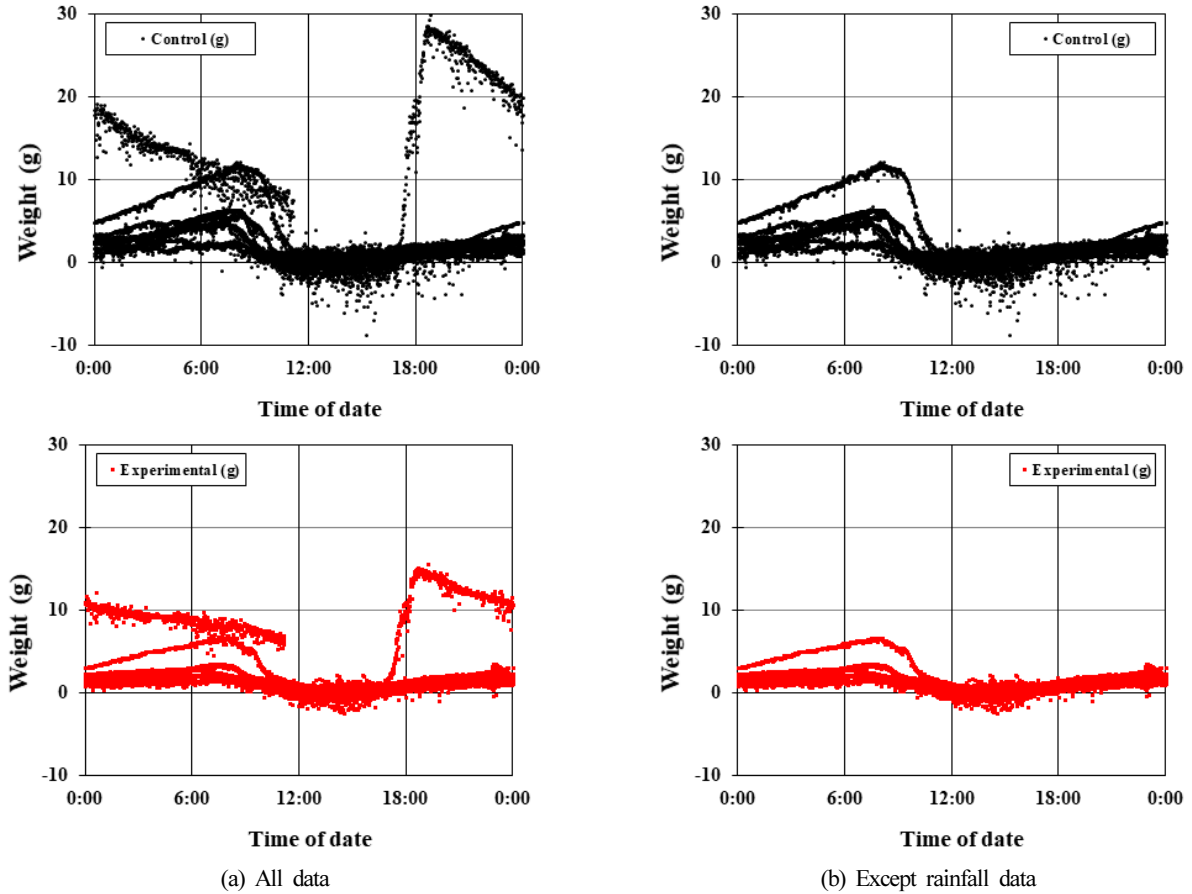 30
20
10
0
-10
Weight (g)
Control (g)
0:00 6:00 12:00 18:00 0:00
Time of date
30
20
10
0
-10
Weight (g)
Control (g)
0:00 6:00 12:00 18:00 0:00
Time of date
30
20
10
0
-10
Weight (g)
Experimental (g)
0:00 6:00 12:00 18:00 0:00
Time of date
(a) All data
30
20
10
0
-10
Weight (g)
Experimental (g)
0:00 6:00 12:00 18:00 0:00
Time of date
(b) Except rainfall data